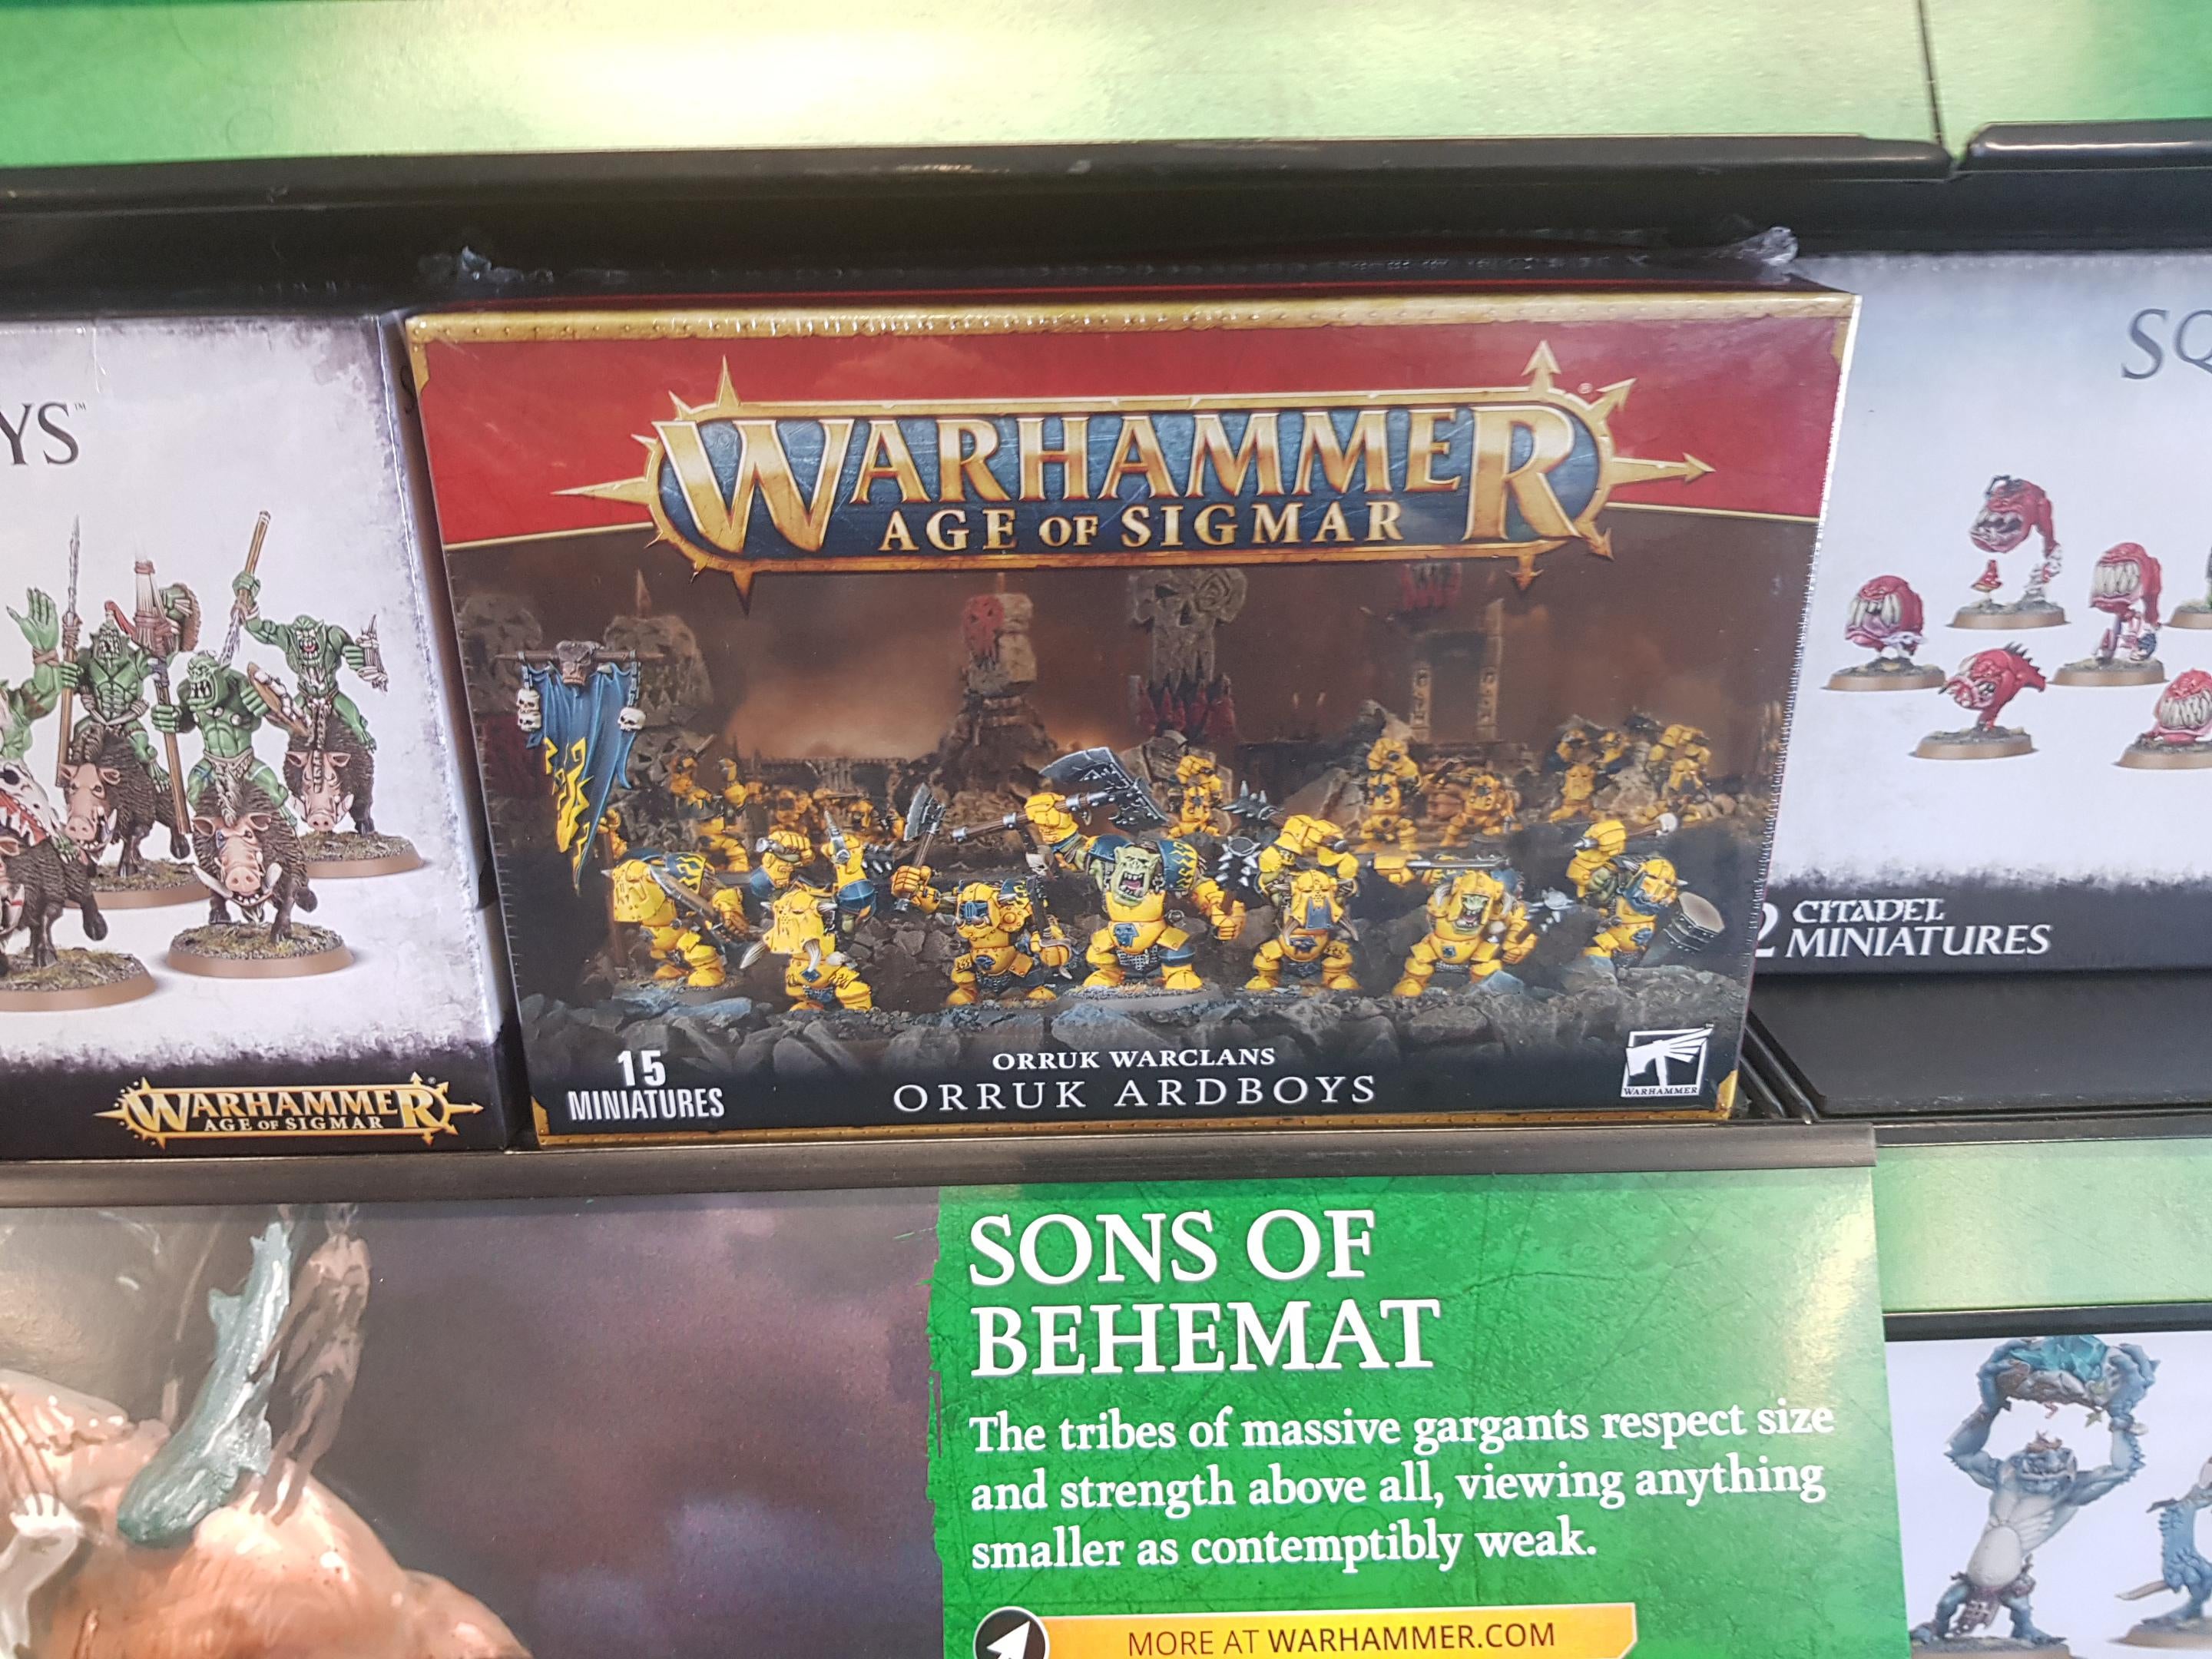 YS™
SQ
WARHAMMER®
AGE OF SIGMAR
CITADEL
MINIATURES
15
MINIATURES
ORRUK WARCLANS
ORRUK ARDBOYS
WARHAMMER
WARHAMMER
AGE OF SIGMAR
SONS OF
BEHEMAT
The tribes of massive gargants respect size
and strength above all, viewing anything
smaller as contemptibly weak.
MORE AT WARHAMMER.COM